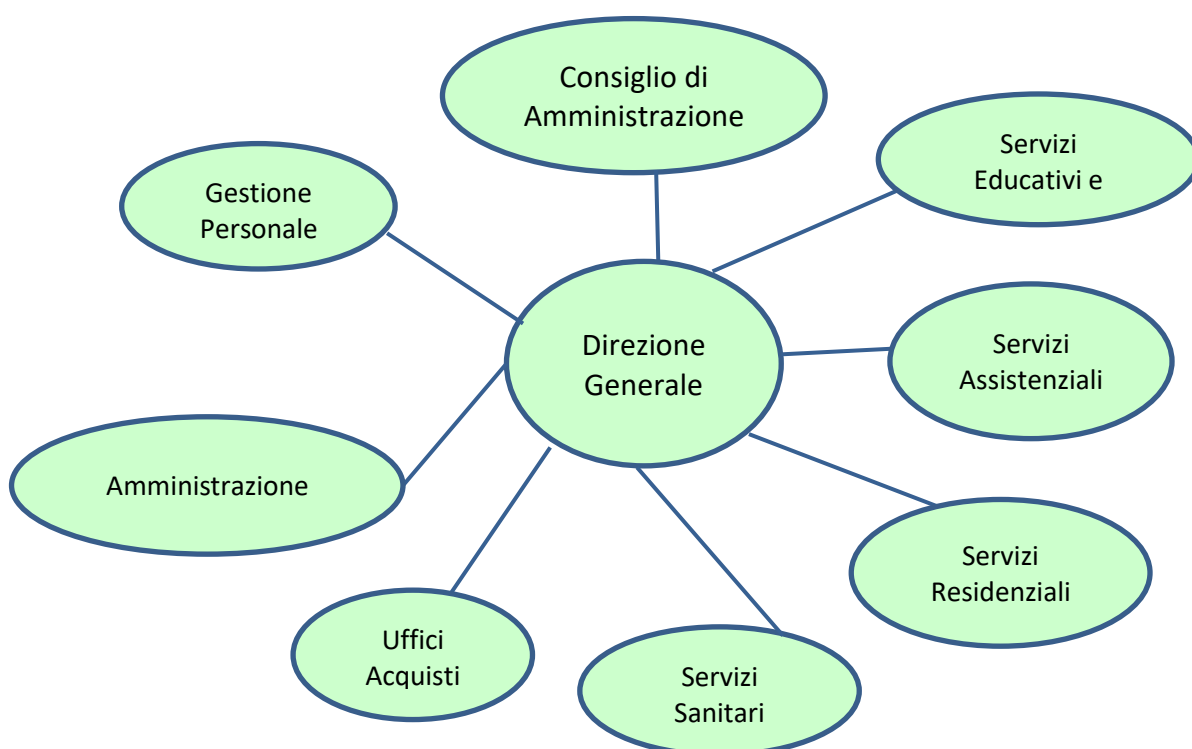 Consiglio di
Amministrazione
Servizi
Educativi e
Gestione
Personale
Direzione
Generale
Servizi
Assistenziali
Amministrazione
Servizi
Residenziali
Uffici
Acquisti
Servizi
Sanitari